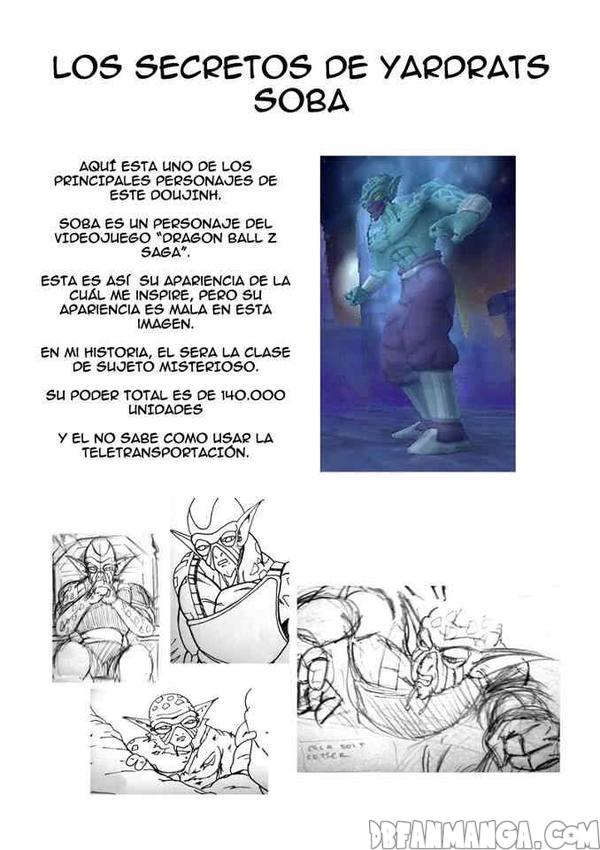 LOS SECRETOS DE YARDRATS
SOBA
AQUÍ ESTA UNO DE LOS
PRINCIPALES PERSONAJES DE
ESTE DOUJINH.
SOBA ES UN PERSONAJE DEL
VIDEOJUEGO "DRAGON BALL Z
SAGA".
ESTA ES ASÍ SU APARIENCIA DE LA
CUÁL ME INSPIRE, PERO SU
APARIENCIA ES MALA EN ESTA
IMAGEN.
EN MI HISTORIA, EL SERA LA CLASE
DE SUJETO MISTERIOSO.
SU PODER TOTAL ES DE 140.000
UNIDADES
Y EL NO SABE COMO USAR LA
TELETRANSPORTACIÓN.
DBFANMANGA.COM